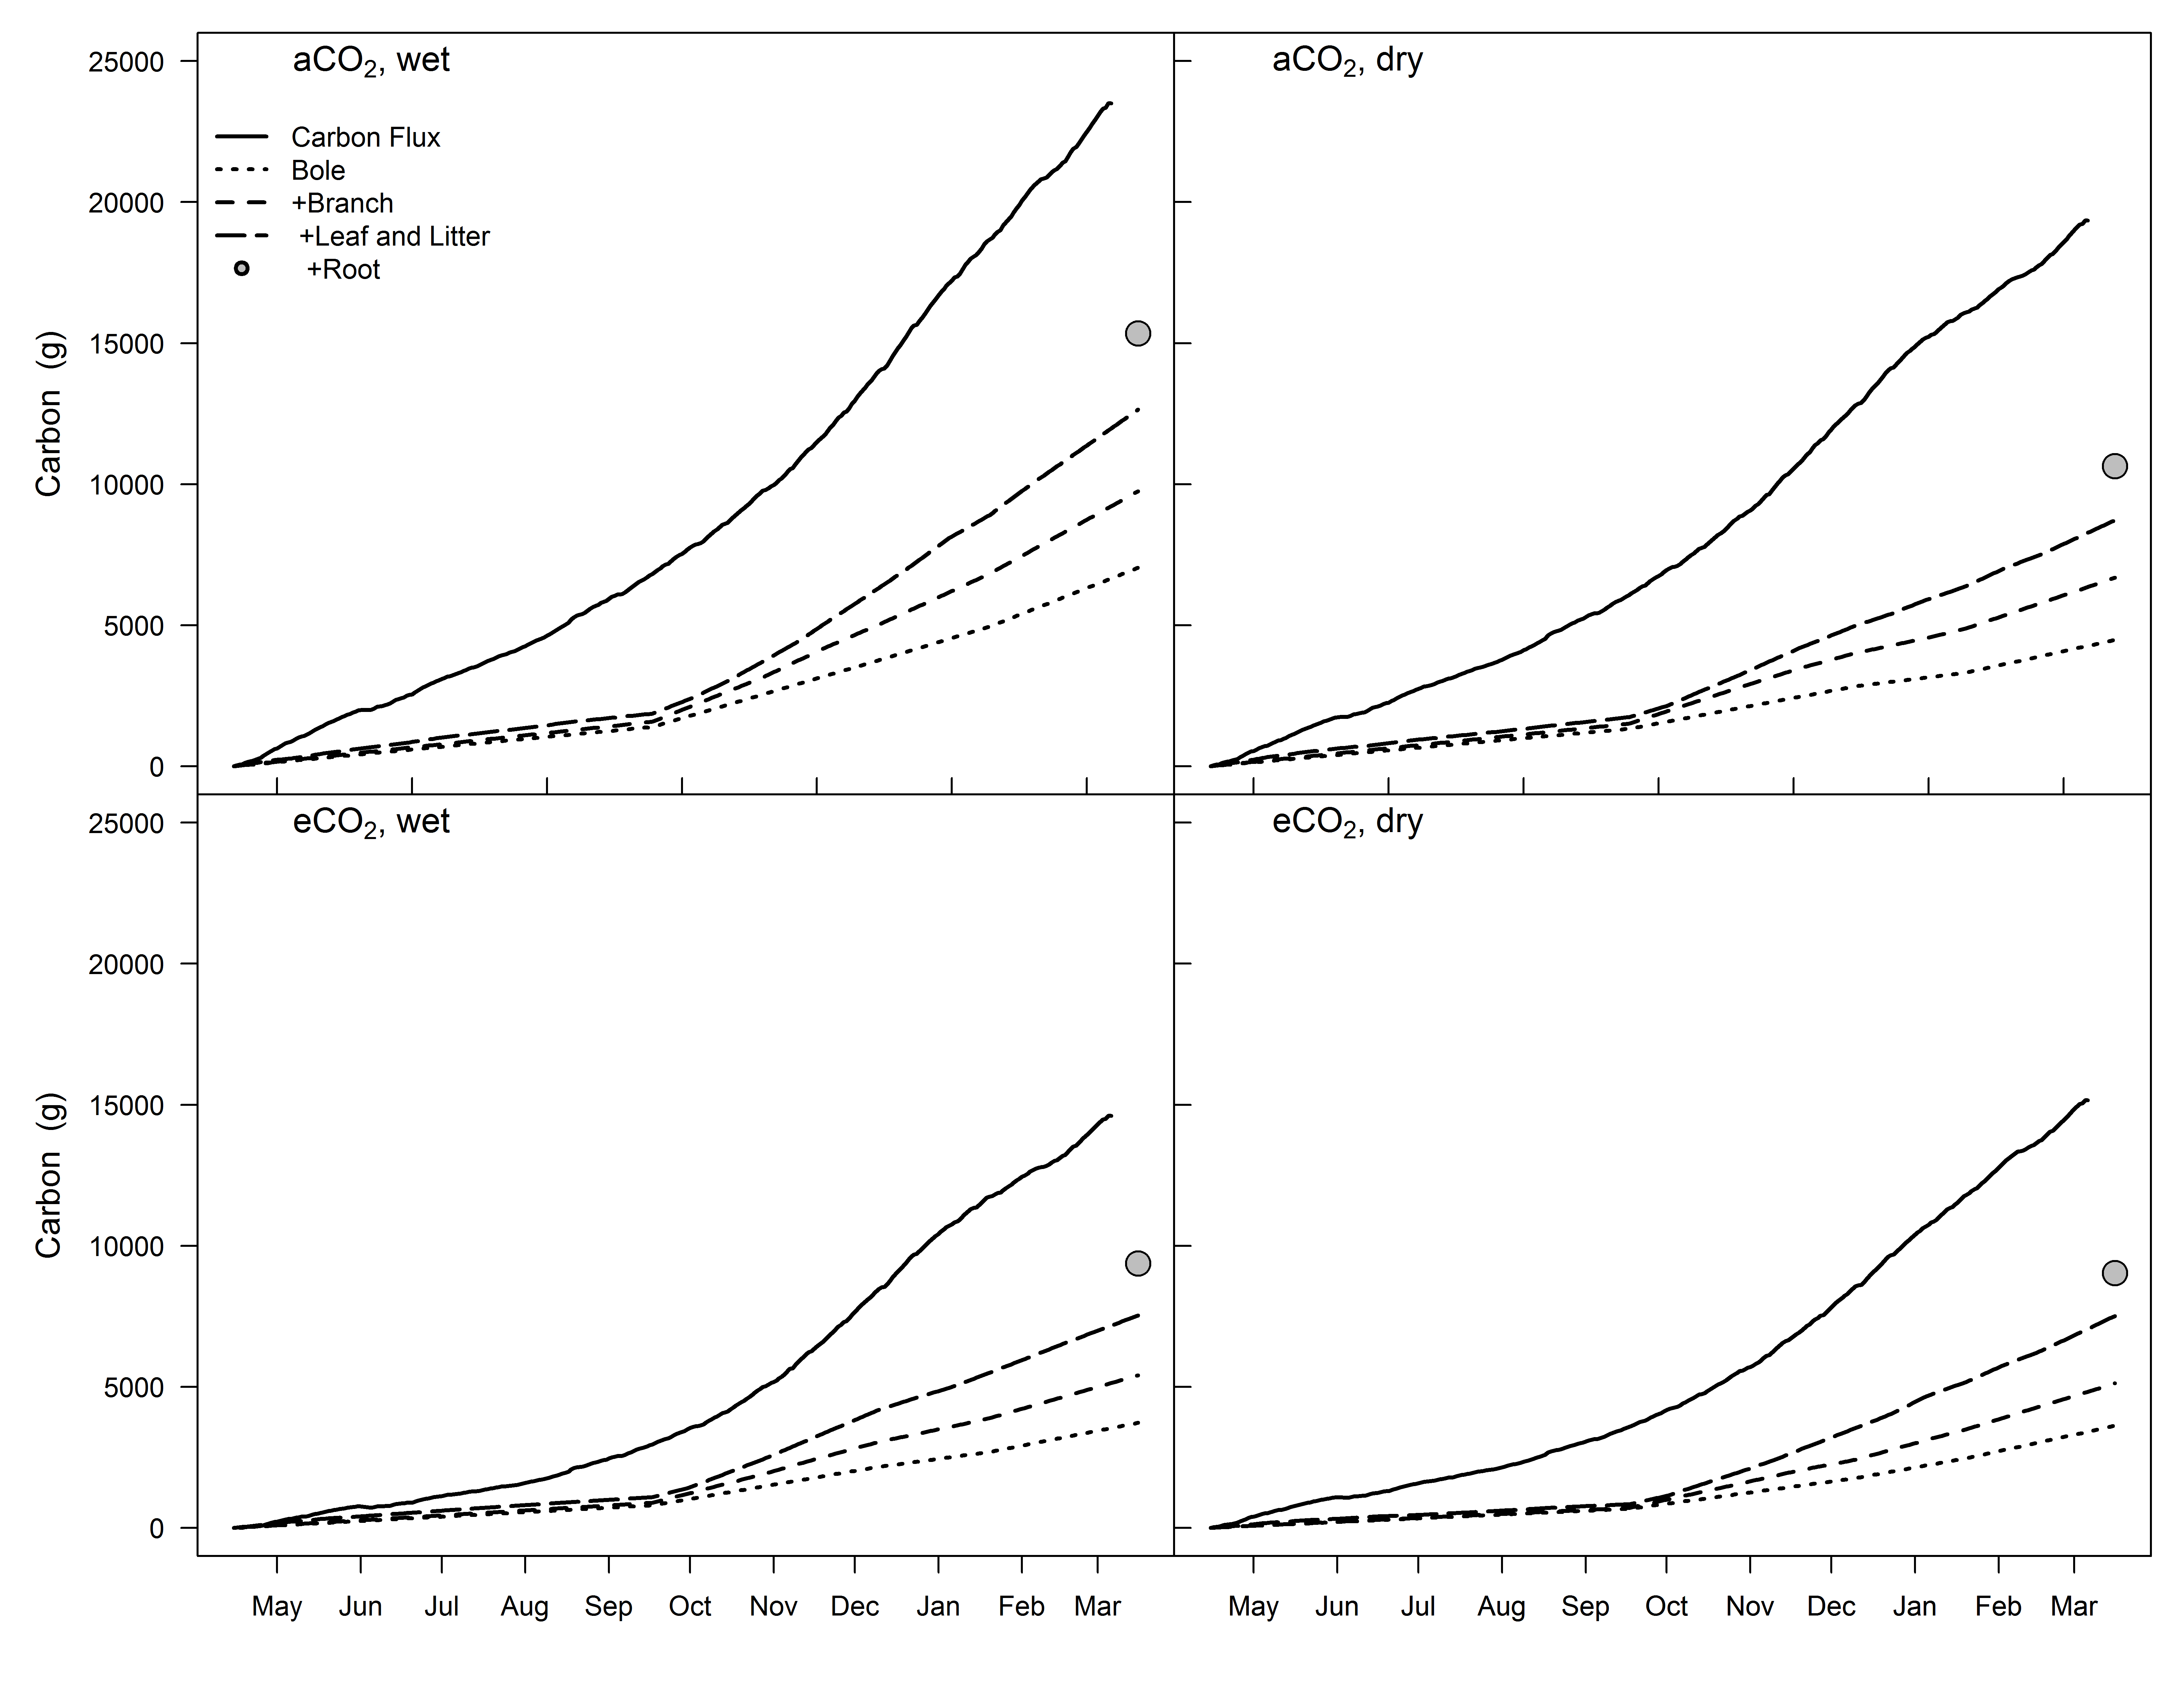 aCO₂, wet
aCO₂, dry
25000
20000
15000
10000
5000
0
Carbon (g)
Carbon Flux
Bole
+Branch
+Leaf and Litter
+Root
eCO₂, wet
eCO₂, dry
25000
20000
15000
10000
5000
0
Carbon (g)
May Jun Jul Aug Sep Oct Nov Dec Jan Feb Mar
May Jun Jul Aug Sep Oct Nov Dec Jan Feb Mar